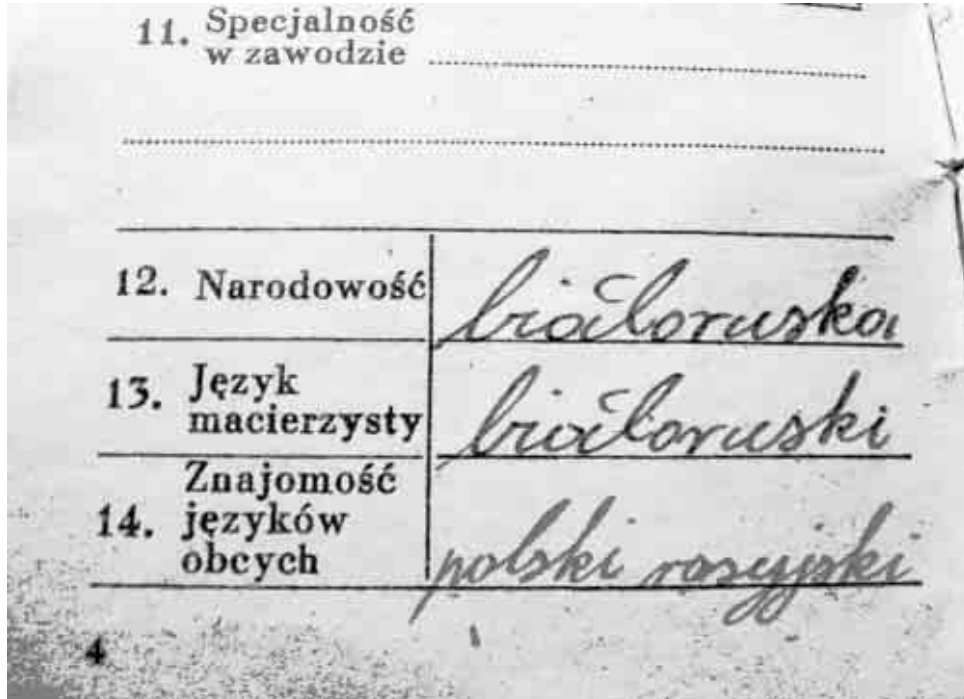 11. Specjalność
w zawodzie
12. Narodowość białoruska
13. Język
macierzysty białoruski
14. Znajomość
języków
obcych polski rosyjski
4